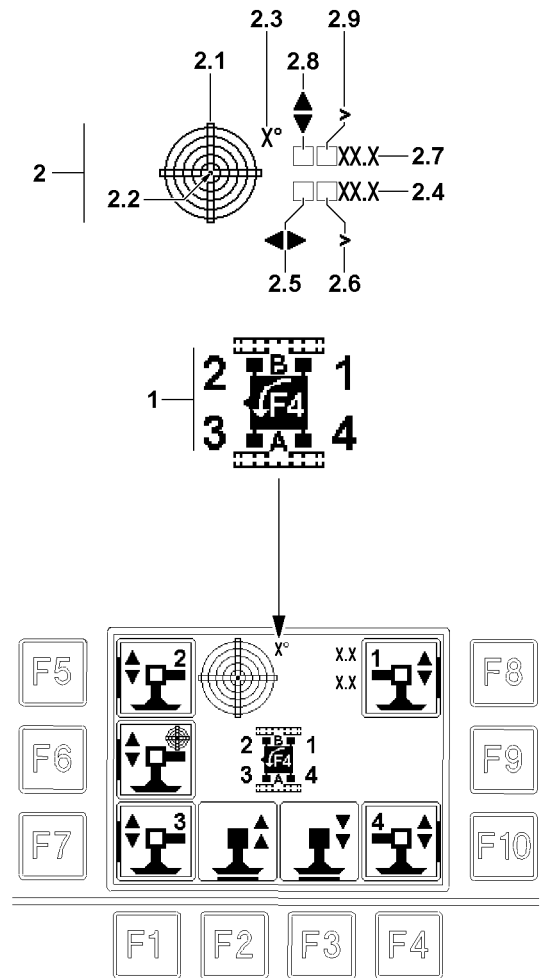 2.3 2.9
2.1 2.8
X° >
2 XX.X 2.7
2.2 XX.X 2.4
>
2.5 2.6
2 B 1
1 F4
3 A 4
X°
F5 2 X.X 1 F8
X.X
F6 2 B 1 F9
F4
3 A 4
F7 3 4 F10
F1 F2 F3 F4